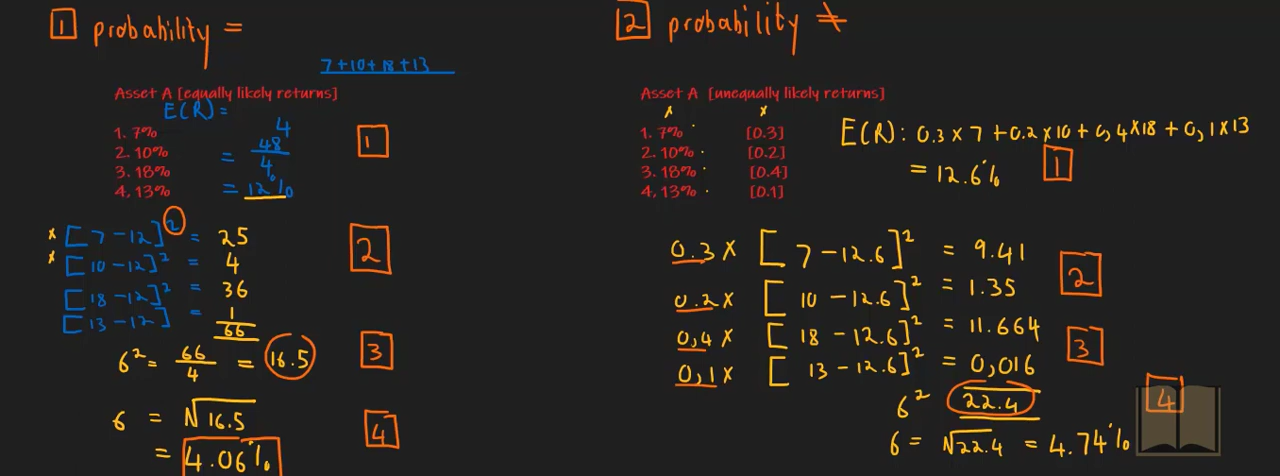 1 probability =
7+10+18+13
Asset A [equally likely returns]
E(R) =
4
1. 7%
2. 10%
3. 18%
4. 13%
= 48/4
= 12%
1
× [7 -12]² = 25
× [10 -12]² = 4
[18 -12]² = 36
[13 -12] = 1
66
2
6² = 66/4 = 16.5
3
6 = √16.5
= 4.06%
4
2 probability ≠
Asset A [unequally likely returns]
× ×
1. 7% [0.3]
2. 10% [0.2]
3. 18% [0.4]
4. 13% [0.1]
E(R): 0.3 × 7 + 0.2 × 10 + 0,4 × 18 + 0,1 × 13
= 12.6%
1
0.3 × [7 -12.6]² = 9.41
0.2 × [10 -12.6]² = 1.35
2
0,4 × [18 -12.6]² = 11.664
0,1 × [13 -12.6]² = 0,016
3
6² 22.4
4
6 = √22.4 = 4.74%